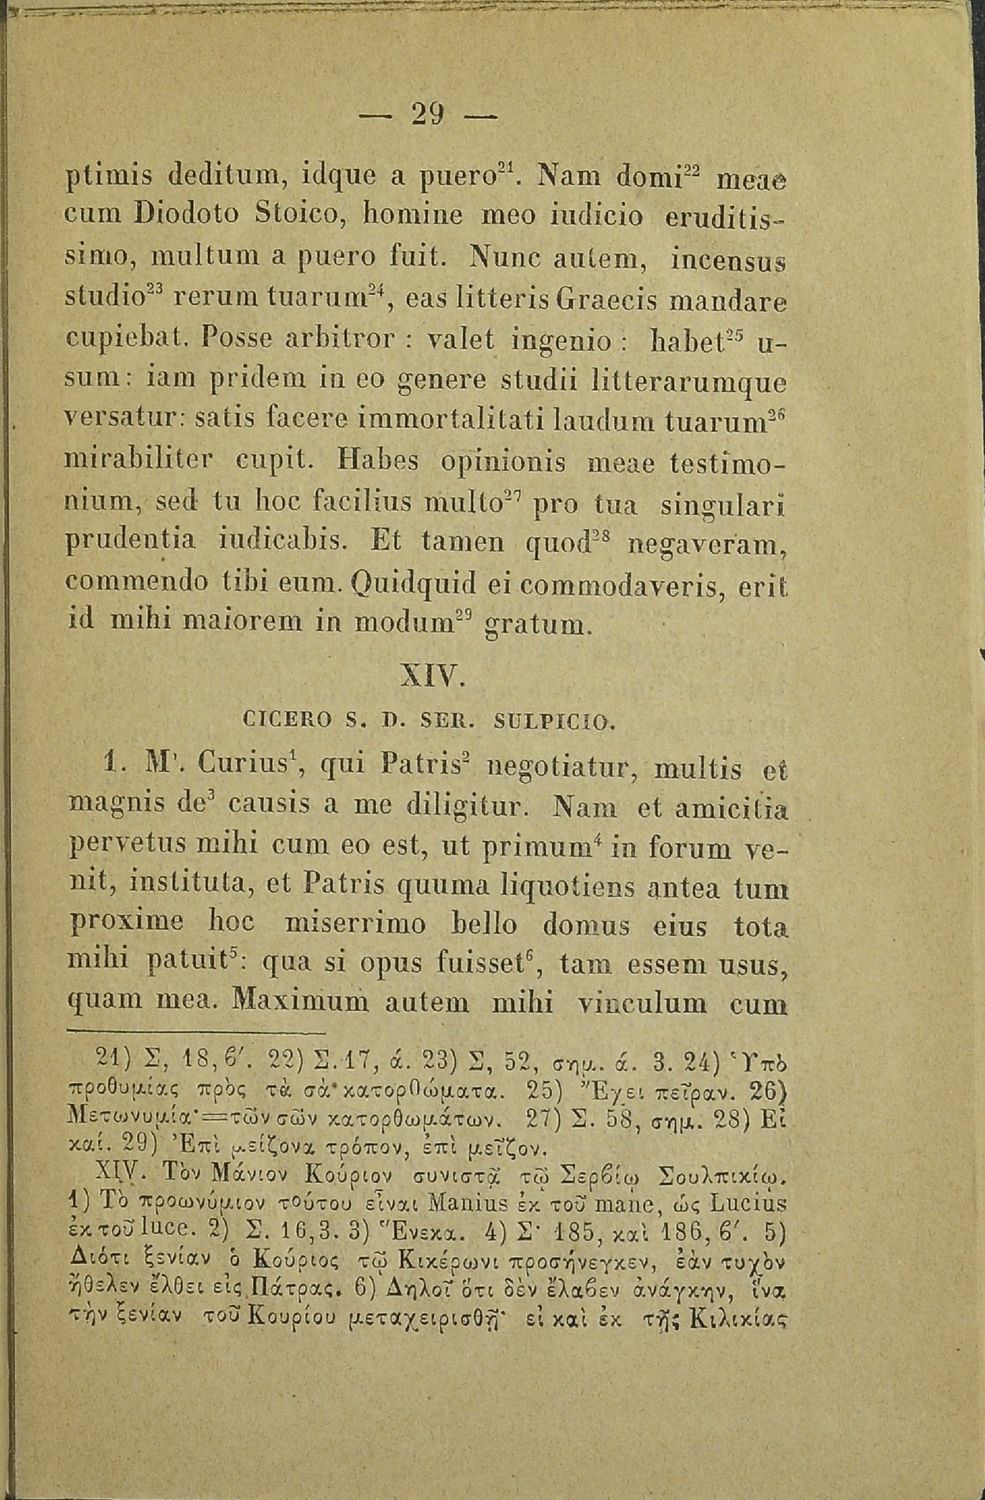 — 29 —
ptimis deditum, idque a puero²¹. Nam domi²² meae
cum Diodoto Stoico, homine meo iudicio eruditis-
simo, multum a puero fuit. Nunc autem, incensus
studio²³ rerum tuarum²⁴, eas litteris Graecis mandare
cupiebat. Posse arbitror : valet ingenio : habet²⁵ u-
sum: iam pridem in eo genere studii litterarumque
versatur: satis facere immortalitati laudum tuarum²⁶
mirabiliter cupit. Habes opinionis meae testimo-
nium, sed tu hoc facilius multo²⁷ pro tua singulari
prudentia iudicabis. Et tamen quod²⁸ negaveram,
commendo tibi eum. Quidquid ei commodaveris, erit
id mihi maiorem in modum²⁹ gratum.
XIV.
CICERO S. D. SER. SULPICIO.
1. M'. Curius¹, qui Patris² negotiatur, multis et
magnis de³ causis a me diligitur. Nam et amicitia
pervetus mihi cum eo est, ut primum⁴ in forum ve-
nit, instituta, et Patris quuma liquotiens antea tum
proxime hoc miserrimo bello domus eius tota
mihi patuit⁵: qua si opus fuisset⁶, tam essem usus,
quam mea. Maximum autem mihi vinculum cum
21) Σ, 18, ϐ′. 22) Σ. 17, ά. 23) Σ, 52, σημ. ά. 3. 24) Ὑπὸ
προθυμίας πρὸς τὰ σὰ κατορθώματα. 25) Ἔχει πεῖραν. 26)
Μετωνυμία·=τῶν σῶν κατορθωμάτων. 27) Σ. 58, σημ. 28) Εἰ
καί. 29) Ἐπὶ μείζονα τρόπον, ἐπὶ μεῖζον.
XIV. Τὸν Μάνιον Κούριον συνιστᾷ τῷ Σερϐίῳ Σουλπικίῳ.
1) Τὸ προωνύμιον τούτου εἶναι Manius ἐκ τοῦ mane, ὡς Lucius
ἐκ τοῦ luce. 2) Σ. 16,3. 3) Ἕνεκα. 4) Σ· 185, καὶ 186, ϐ′. 5)
Διότι ξενίαν ὁ Κούριος τῷ Κικέρωνι προσήνεγκεν, ἐὰν τυχὸν
ἤθελεν ἔλθει εἰς Πάτρας. 6) Δηλοῖ ὅτι δὲν ἔλαϐεν ἀνάγκην, ἵνα
τὴν ξενίαν τοῦ Κουρίου μεταχειρισθῇ· εἰ καὶ ἐκ τῆς Κιλικίας